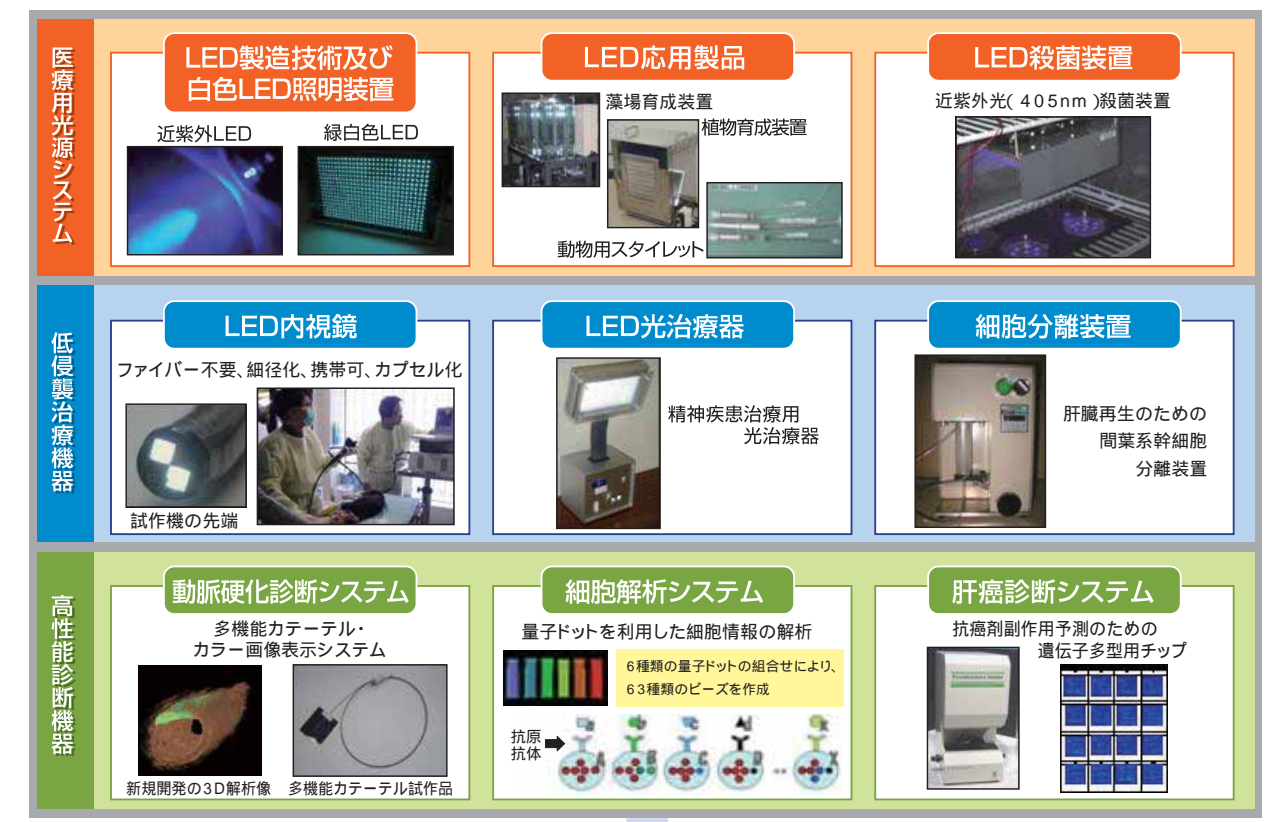 医療用光源システム
LED製造技術及び
白色LED照明装置
近紫外LED
緑白色LED
LED応用製品
藻場育成装置
植物育成装置
動物用スタイレット
LED殺菌装置
近紫外光(405nm)殺菌装置
低侵襲治療機器
LED内視鏡
ファイバー不要、細径化、携帯可、カプセル化
試作機の先端
LED光治療器
精神疾患治療用
光治療器
細胞分離装置
肝臓再生のための
間葉系幹細胞
分離装置
高性能診断機器
動脈硬化診断システム
多機能カテーテル・
カラー画像表示システム
新規開発の3D解析像
多機能カテーテル試作品
細胞解析システム
量子ドットを利用した細胞情報の解析
6種類の量子ドットの組合せにより、
63種類のビーズを作成
抗原
抗体
A
B
C
D
‥
X
肝癌診断システム
抗癌剤副作用予測のための
遺伝子多型用チップ